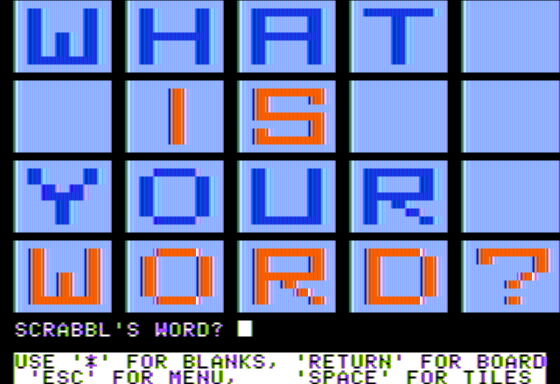 WHAT
IS
YOUR
WORD?
SCRABBL'S WORD?
USE '*' FOR BLANKS, 'RETURN' FOR BOARD
'ESC' FOR MENU, 'SPACE' FOR TILES